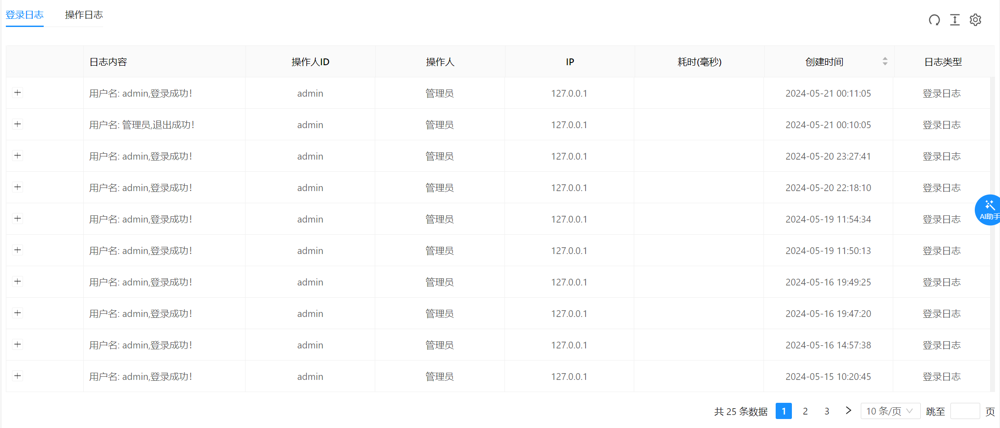 登录日志 操作日志
日志内容 操作人ID 操作人 IP 耗时(毫秒) 创建时间 日志类型
用户名: admin,登录成功! admin 管理员 127.0.0.1 2024-05-21 00:11:05 登录日志
用户名: 管理员,退出成功! admin 管理员 127.0.0.1 2024-05-21 00:10:05 登录日志
用户名: admin,登录成功! admin 管理员 127.0.0.1 2024-05-20 23:27:41 登录日志
用户名: admin,登录成功! admin 管理员 127.0.0.1 2024-05-20 22:18:10 登录日志
AI助手
用户名: admin,登录成功! admin 管理员 127.0.0.1 2024-05-19 11:54:34 登录日志
用户名: admin,登录成功! admin 管理员 127.0.0.1 2024-05-19 11:50:13 登录日志
用户名: admin,登录成功! admin 管理员 127.0.0.1 2024-05-16 19:49:25 登录日志
用户名: admin,登录成功! admin 管理员 127.0.0.1 2024-05-16 19:47:20 登录日志
用户名: admin,登录成功! admin 管理员 127.0.0.1 2024-05-16 14:57:38 登录日志
用户名: admin,登录成功! admin 管理员 127.0.0.1 2024-05-15 10:20:45 登录日志
共 25 条数据 1 2 3 10 条/页 跳至 页